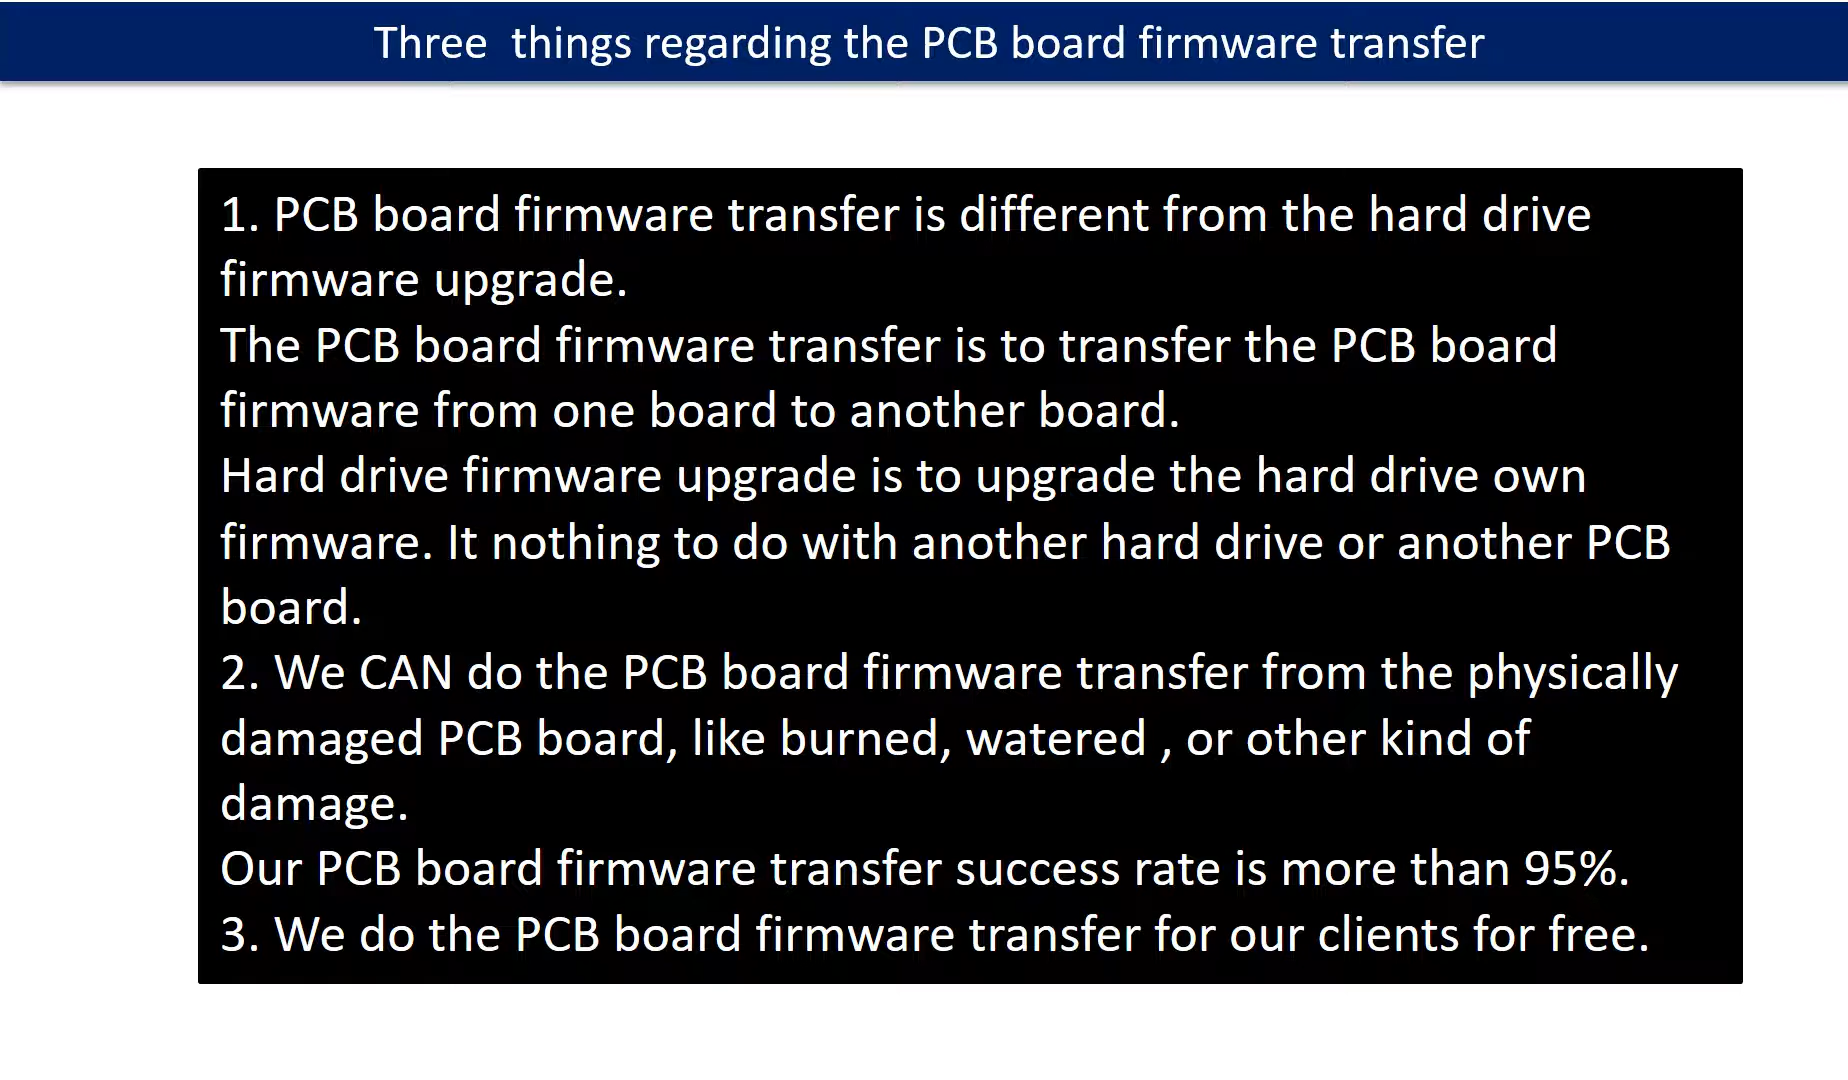 Three  things regarding the PCB board firmware transfer
1. PCB board firmware transfer is different from the hard drive
firmware upgrade.
The PCB board firmware transfer is to transfer the PCB board
firmware from one board to another board.
Hard drive firmware upgrade is to upgrade the hard drive own
firmware. It nothing to do with another hard drive or another PCB
board.
2. We CAN do the PCB board firmware transfer from the physically
damaged PCB board, like burned, watered , or other kind of
damage.
Our PCB board firmware transfer success rate is more than 95%.
3. We do the PCB board firmware transfer for our clients for free.